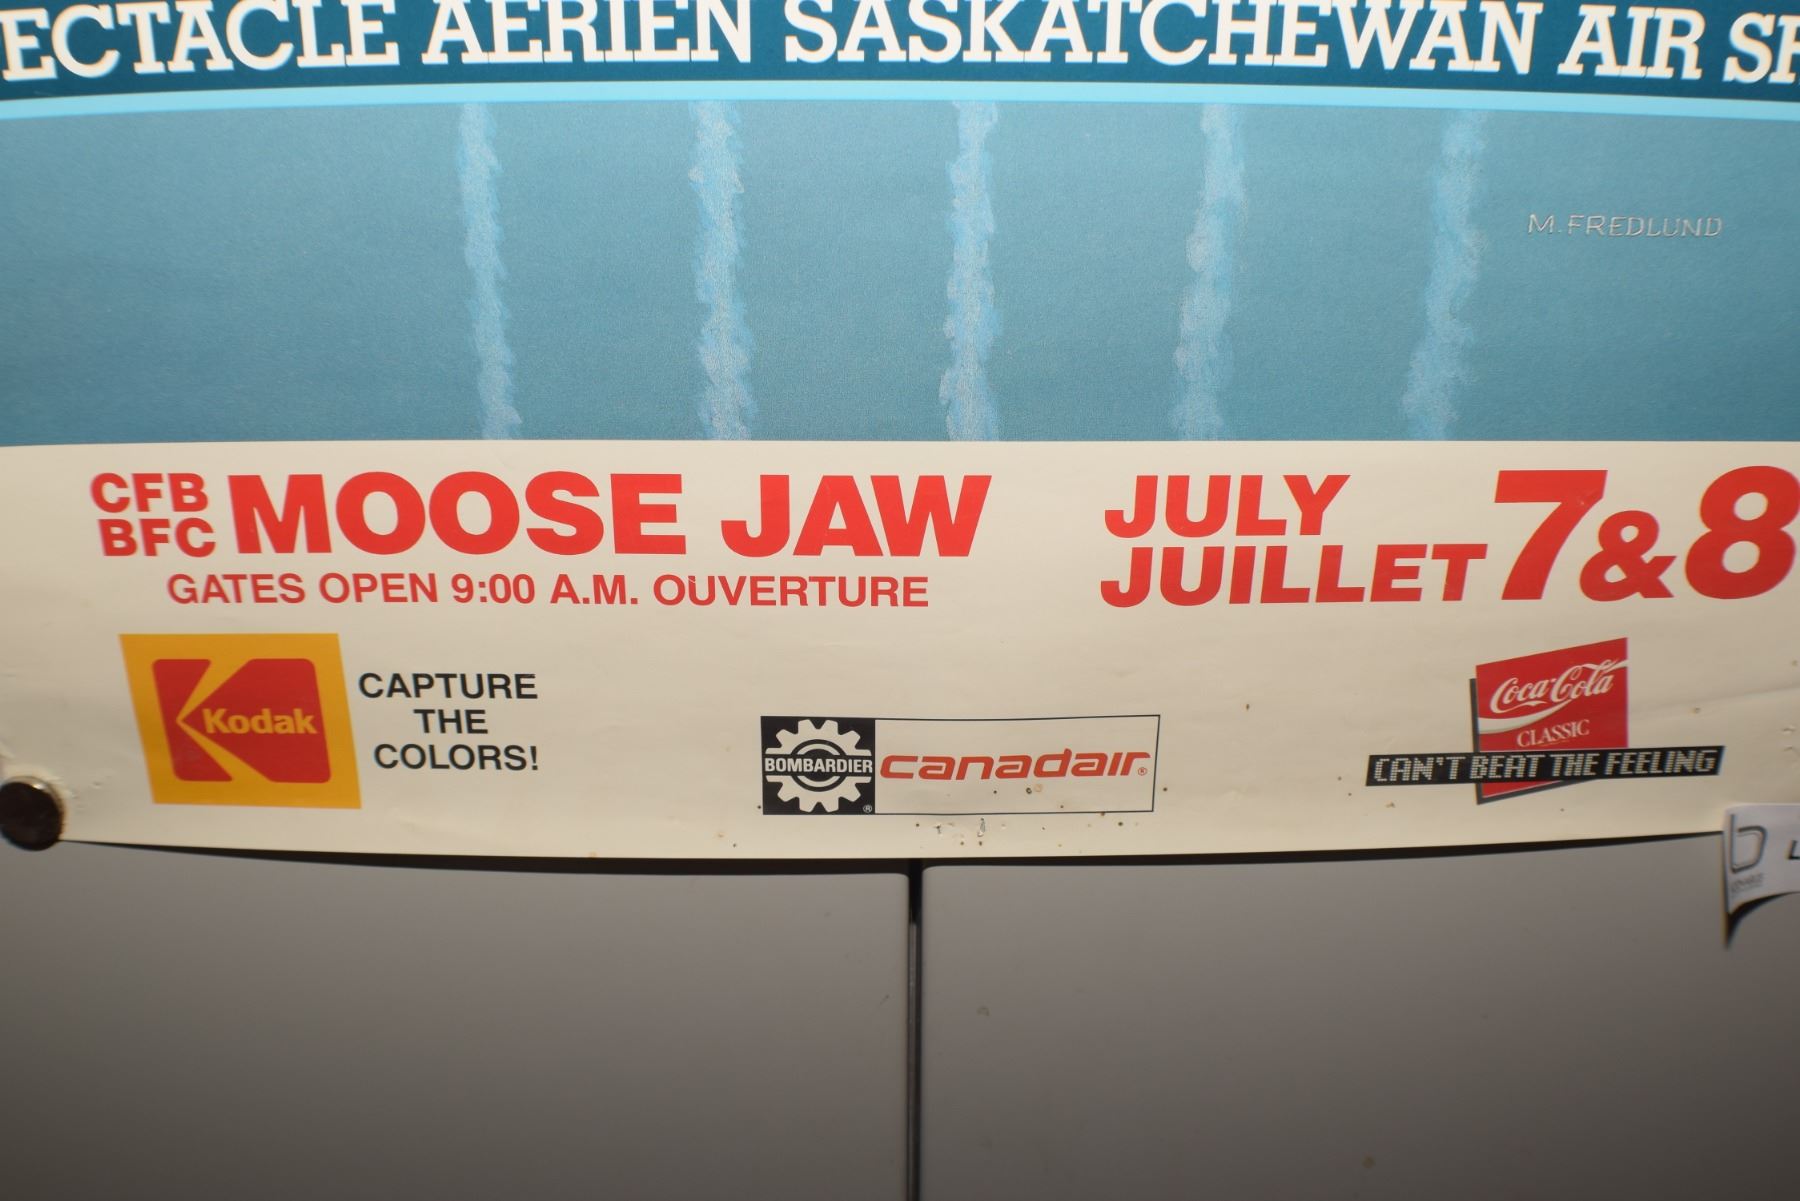 ECTACLE AERIEN SASKATCHEWAN AIR
M. FREDLUND
CFB
BFC
MOOSE JAW
GATES OPEN 9:00 A.M. OUVERTURE
JULY
JUILLET
7&8
Kodak
CAPTURE
THE
COLORS!
BOMBARDIER
canadair
Coca-Cola
CLASSIC
CAN'T BEAT THE FEELING